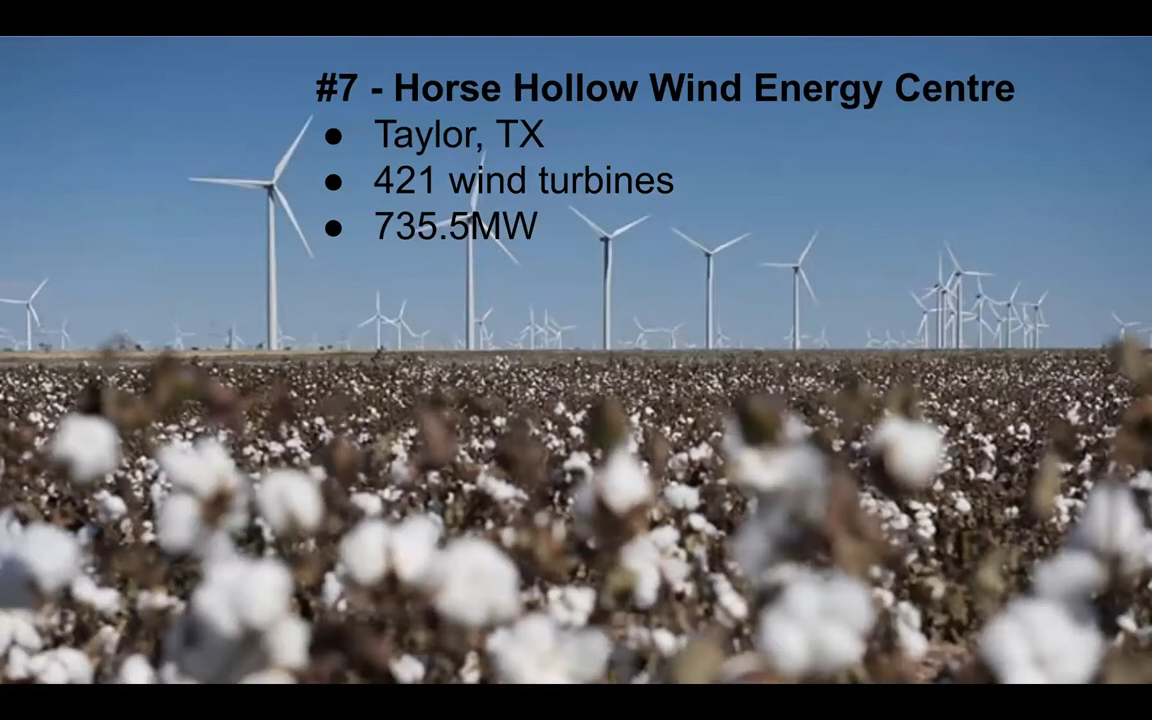 #7 - Horse Hollow Wind Energy Centre
● Taylor, TX
● 421 wind turbines
● 735.5MW